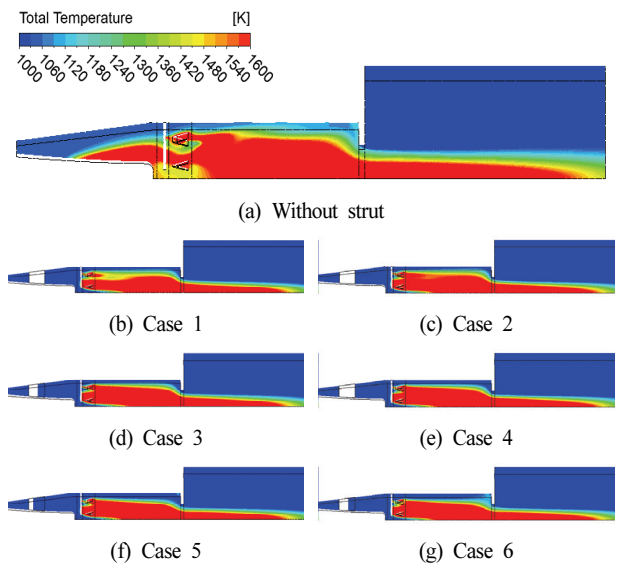 Total Temperature [K]
1000 1060 1120 1180 1240 1300 1360 1420 1480 1540 1600
(a) Without strut
(b) Case 1
(c) Case 2
(d) Case 3
(e) Case 4
(f) Case 5
(g) Case 6